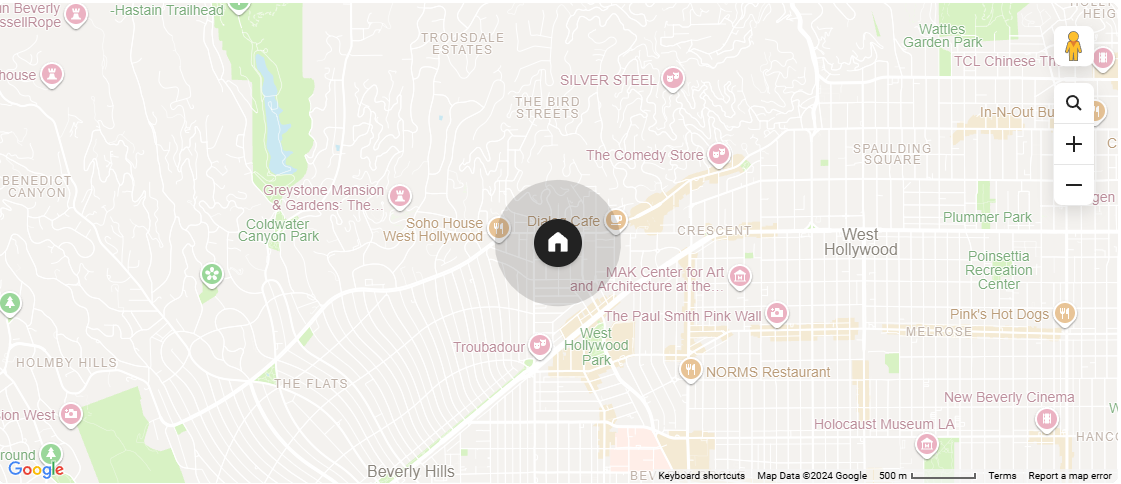 in Beverly
ssellRope
-Hastain Trailhead
TROUSDALE
ESTATES
Wattles
Garden Park
HEIG
TCL Chinese Th
house
SILVER STEEL
THE BIRD
STREETS
In-N-Out Bu
C
SPAULDING
SQUARE
The Comedy Store
BENEDICT
CANYON
Greystone Mansion
& Gardens: The...
gen
Coldwater
Canyon Park
Soho House
West Hollywood
Cafe
CRESCENT
West
Hollywood
Plummer Park
Poinsettia
Recreation
Center
MAK Center for Art
and Architecture at the...
The Paul Smith Pink Wall
Pink's Hot Dogs
MELROSE
Troubadour
West
Hollywood
Park
HOLMBY HILLS
THE FLATS
NORMS Restaurant
New Beverly Cinema
sion West
Holocaust Museum LA
W
HANCO
round
Google
Beverly Hills
BEV
Keyboard shortcuts
Map Data ©2024 Google
500 m
Terms
Report a map error